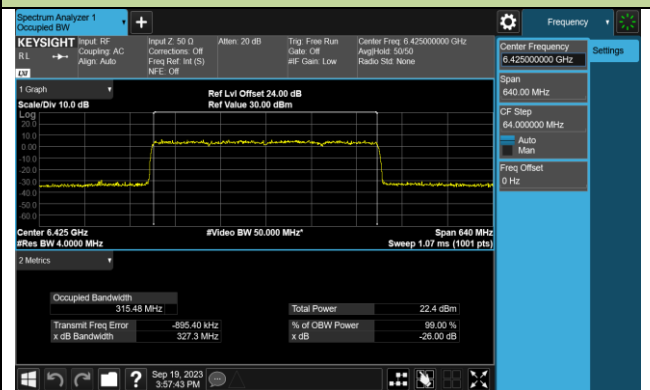 Spectrum Analyzer 1
Occupied BW
Frequency
KEYSIGHT
RL
LXI
Input: RF
Coupling: AC
Align: Auto
Input Z: 50 Ω
Corrections: Off
Freq Ref: Int (S)
NFE: Off
Atten: 20 dB
Trig: Free Run
Gate: Off
#IF Gain: Low
Center Freq: 6.425000000 GHz
Avg|Hold: 50/50
Radio Std: None
Center Frequency
6.425000000 GHz
Settings
Span
640.00 MHz
CF Step
64.000000 MHz
Auto
Man
Freq Offset
0 Hz
1 Graph
Scale/Div 10.0 dB
Ref Lvl Offset 24.00 dB
Ref Value 30.00 dBm
Log
20.0
10.0
0.00
-10.0
-20.0
-30.0
-40.0
-50.0
-60.0
Center 6.425 GHz
#Video BW 50.000 MHz*
Span 640 MHz
#Res BW 4.0000 MHz
Sweep 1.07 ms (1001 pts)
2 Metrics
Occupied Bandwidth
315.48 MHz
Total Power 22.4 dBm
Transmit Freq Error -895.40 kHz
% of OBW Power 99.00 %
x dB Bandwidth 327.3 MHz
x dB -26.00 dB
?
Sep 19, 2023
3:57:43 PM